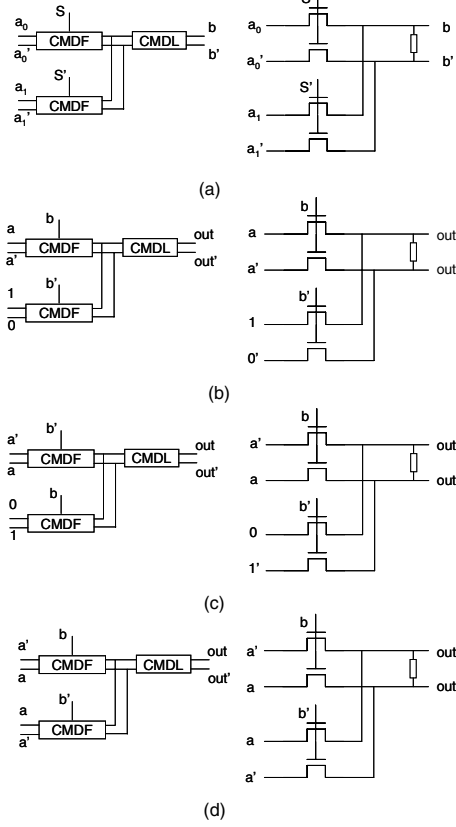 S
a0 CMDF CMDL b
a0' b'
S'
a1 CMDF
a1'
S
a0 b
a0' b'
S'
a1
a1'
(a)
b
a CMDF CMDL out
a' out'
b'
1 CMDF
0
b
a out
a' out
b'
1
0'
(b)
b'
a' CMDF CMDL out
a out'
b
0 CMDF
1
b
a' out
a out
b'
0
1'
(c)
b
a' CMDF CMDL out
a out'
b'
a CMDF
a'
b
a' out
a out
b'
a
a'
(d)